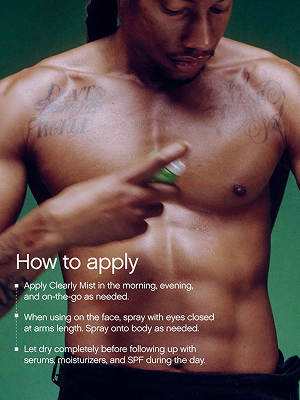 How to apply
Apply Clearly Mist in the morning, evening,
and on-the-go as needed.
When using on the face, spray with eyes closed
at arms length. Spray onto body as needed.
Let dry completely before following up with
serums, moisturizers, and SPF during the day.